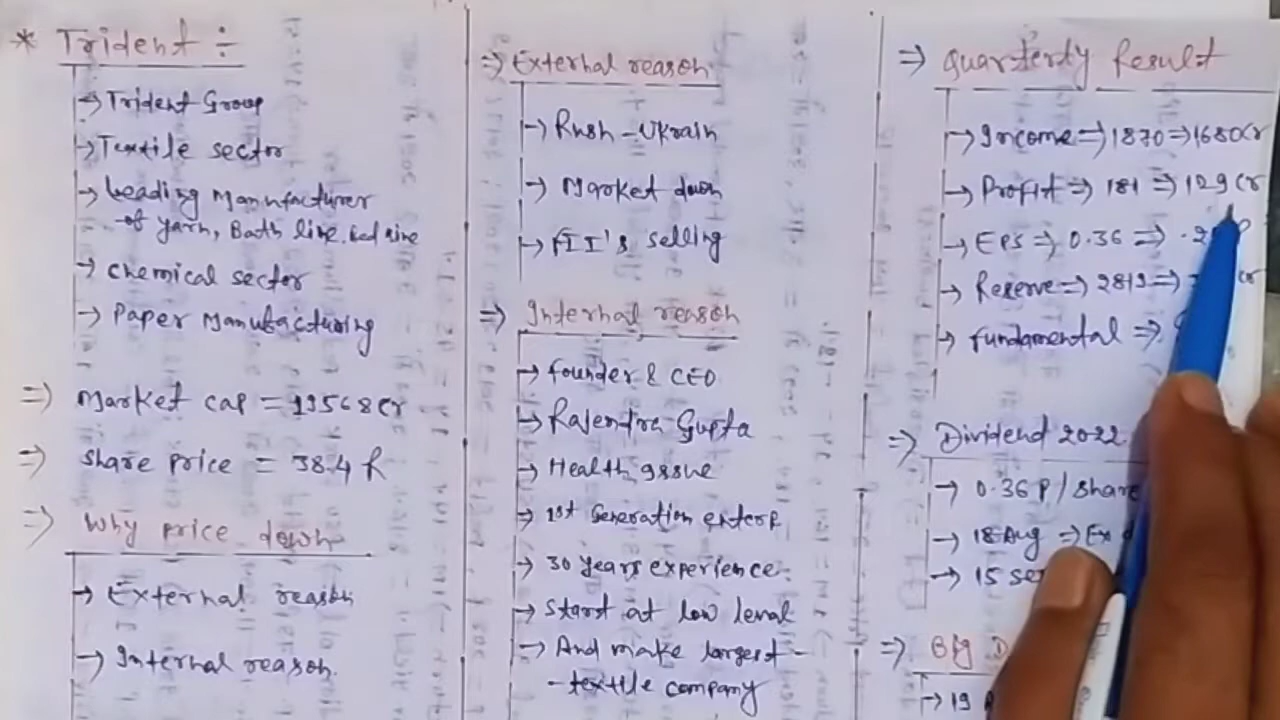 * Trident ÷
→ Trident Group
→ Textile sector
→ Leading Manufacturer
of yarn, Bath line, bed line
→ chemical sector
→ Paper Manufacturing
⇒ Market cap = 19568 cr
⇒ Share price = 38.4 R
⇒ Why price down
→ External reason
→ Internal reason.
⇒ External reason
→ Rush-Ukrain
→ Market down
→ FII's selling
⇒ Internal reason
→ founder & CEO
→ Rajendra Gupta
→ Health issue
→ 1st Generation enterP.
→ 30 years experience.
→ Start at low leval
→ And make largest -
- textile company
⇒ Quarterly Result
→ Income ⇒ 1870 ⇒ 1680 cr
→ Profit ⇒ 181 ⇒ 129 cr
→ EPS ⇒ 0.36 ⇒
→ Reserve ⇒ 2819 ⇒ cr
→ fundamental ⇒
⇒ Dividend 2022
→ 0.36 P / Share
→ 18 Aug ⇒ Ex
→ 15
⇒ Big D
→ 19